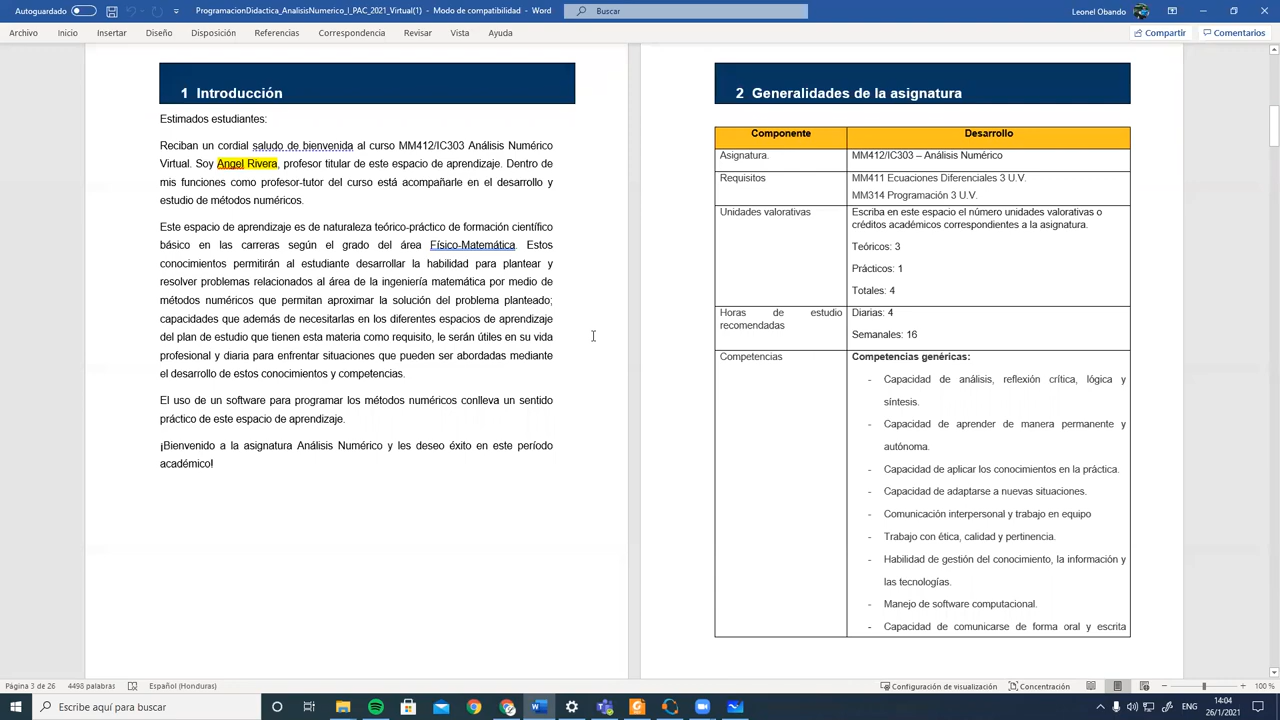 Autoguardado
ProgramacionDidactica_AnalisisNumerico_I_PAC_2021_Virtual(1) - Modo de compatibilidad - Word
Buscar
Leonel Obando
Archivo Inicio Insertar Diseño Disposición Referencias Correspondencia Revisar Vista Ayuda
Compartir Comentarios
1 Introducción
Estimados estudiantes:
Reciban un cordial saludo de bienvenida al curso MM412/IC303 Análisis Numérico
Virtual. Soy Angel Rivera, profesor titular de este espacio de aprendizaje. Dentro de
mis funciones como profesor-tutor del curso está acompañarle en el desarrollo y
estudio de métodos numéricos.
Este espacio de aprendizaje es de naturaleza teórico-práctico de formación científico
básico en las carreras según el grado del área Físico-Matemática. Estos
conocimientos permitirán al estudiante desarrollar la habilidad para plantear y
resolver problemas relacionados al área de la ingeniería matemática por medio de
métodos numéricos que permitan aproximar la solución del problema planteado;
capacidades que además de necesitarlas en los diferentes espacios de aprendizaje
del plan de estudio que tienen esta materia como requisito, le serán útiles en su vida
profesional y diaria para enfrentar situaciones que pueden ser abordadas mediante
el desarrollo de estos conocimientos y competencias.
El uso de un software para programar los métodos numéricos conlleva un sentido
práctico de este espacio de aprendizaje.
¡Bienvenido a la asignatura Análisis Numérico y les deseo éxito en este período
académico!
2 Generalidades de la asignatura
Componente Desarrollo
Asignatura. MM412/IC303 – Análisis Numérico
Requisitos MM411 Ecuaciones Diferenciales 3 U.V.
MM314 Programación 3 U.V.
Unidades valorativas Escriba en este espacio el número unidades valorativas o
créditos académicos correspondientes a la asignatura.
Teóricos: 3
Prácticos: 1
Totales: 4
Horas de estudio Diarias: 4
recomendadas
Semanales: 16
Competencias Competencias genéricas:
- Capacidad de análisis, reflexión crítica, lógica y
síntesis.
- Capacidad de aprender de manera permanente y
autónoma.
- Capacidad de aplicar los conocimientos en la práctica.
- Capacidad de adaptarse a nuevas situaciones.
- Comunicación interpersonal y trabajo en equipo
- Trabajo con ética, calidad y pertinencia.
- Habilidad de gestión del conocimiento, la información y
las tecnologías.
- Manejo de software computacional.
- Capacidad de comunicarse de forma oral y escrita
Página 3 de 26 4498 palabras Español (Honduras)
Configuración de visualización Concentración 100 %
Escribe aquí para buscar
ENG
14:04
26/1/2021